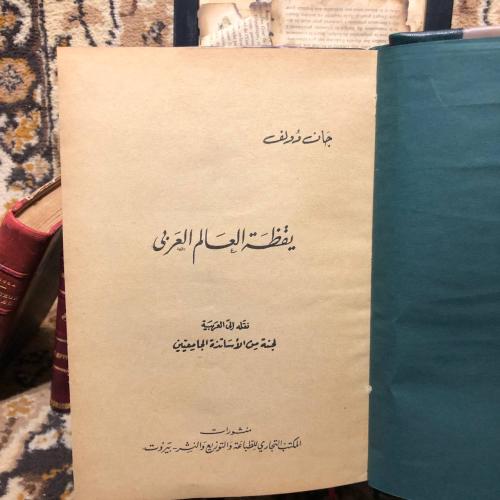 جان دولف
يقظة العالم العربي
نقله إلى العربية
لجنة من الأساتذة الجامعيين
منشورات
المكتب التجاري للطباعة والتوزيع والنشر - بيروت